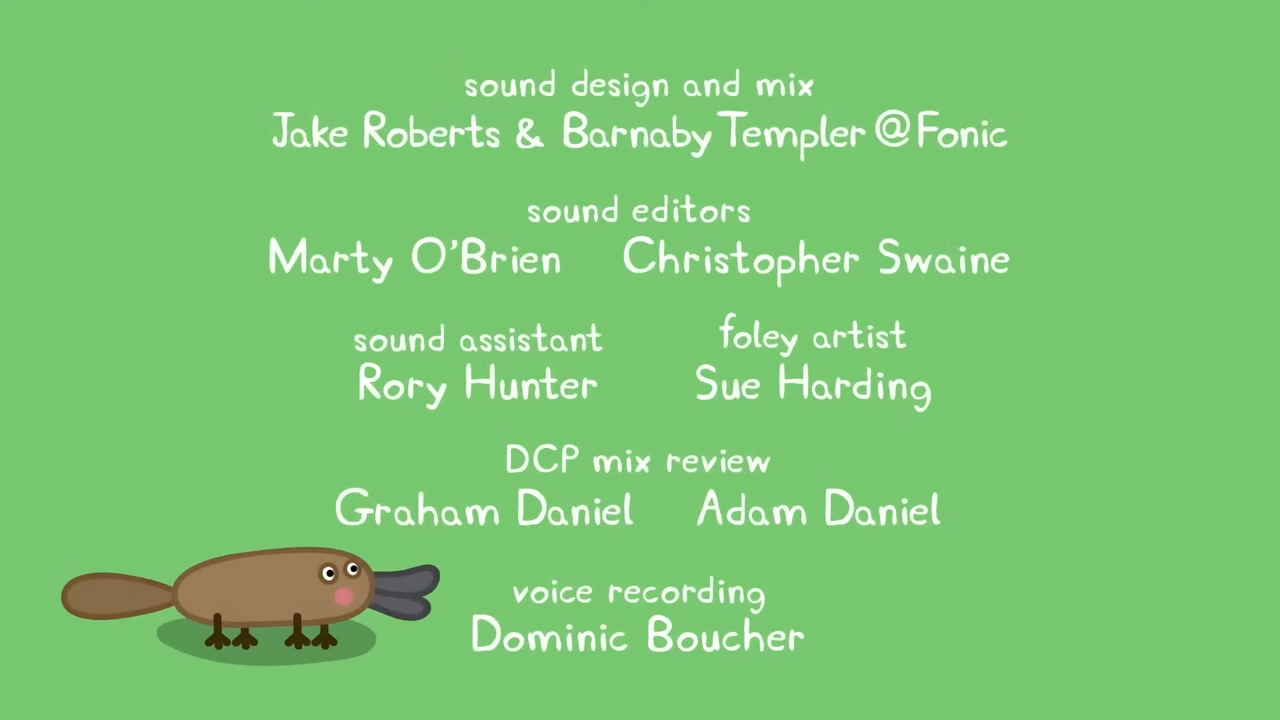 sound design and mix
Jake Roberts & Barnaby Templer @ Fonic
sound editors
Marty O'Brien Christopher Swaine
sound assistant foley artist
Rory Hunter Sue Harding
DCP mix review
Graham Daniel Adam Daniel
voice recording
Dominic Boucher